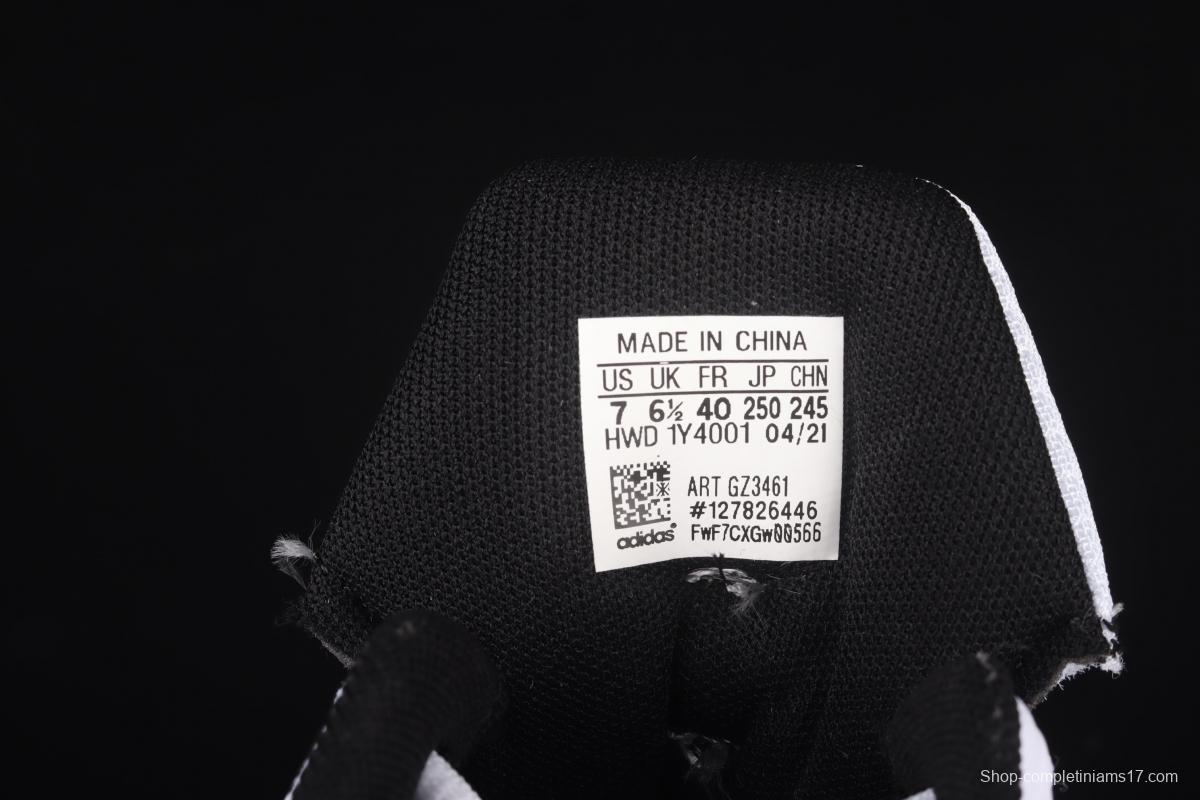 MADE IN CHINA
US UK FR JP CHN
7 6½ 40 250 245
HWD 1Y4001 04/21
ART GZ3461
#127826446
FwF7CXGw00566
adidas
Shop-completiniams17.com